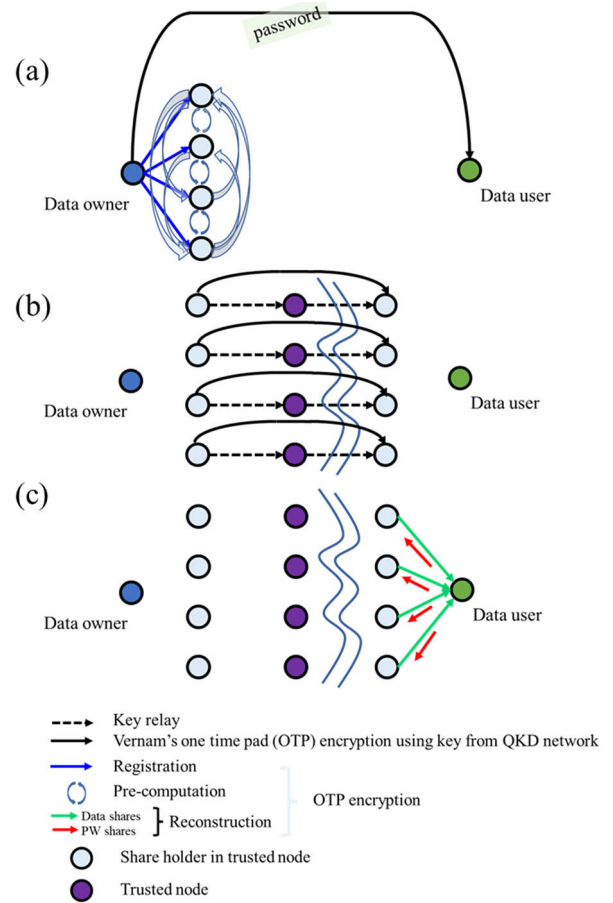 password
(a)
Data owner
Data user
(b)
Data owner
Data user
(c)
Data owner
Data user
Key relay
Vernam's one time pad (OTP) encryption using key from QKD network
Registration
Pre-computation
OTP encryption
Data shares
PW shares
Reconstruction
Share holder in trusted node
Trusted node